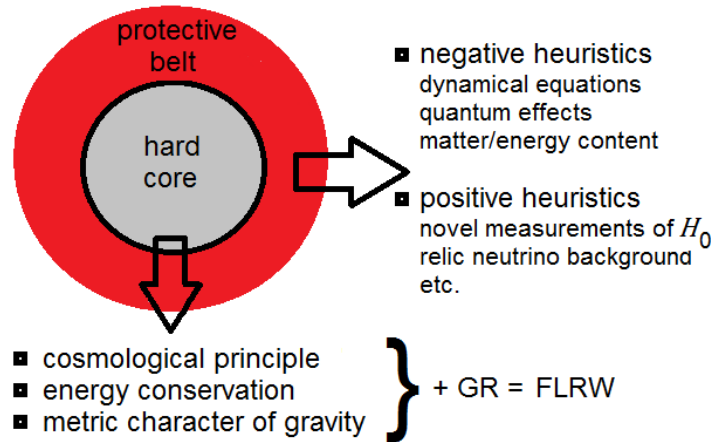 protective
belt
hard
core
negative heuristics
dynamical equations
quantum effects
matter/energy content
positive heuristics
novel measurements of H₀
relic neutrino background
etc.
cosmological principle
energy conservation
metric character of gravity
} + GR = FLRW